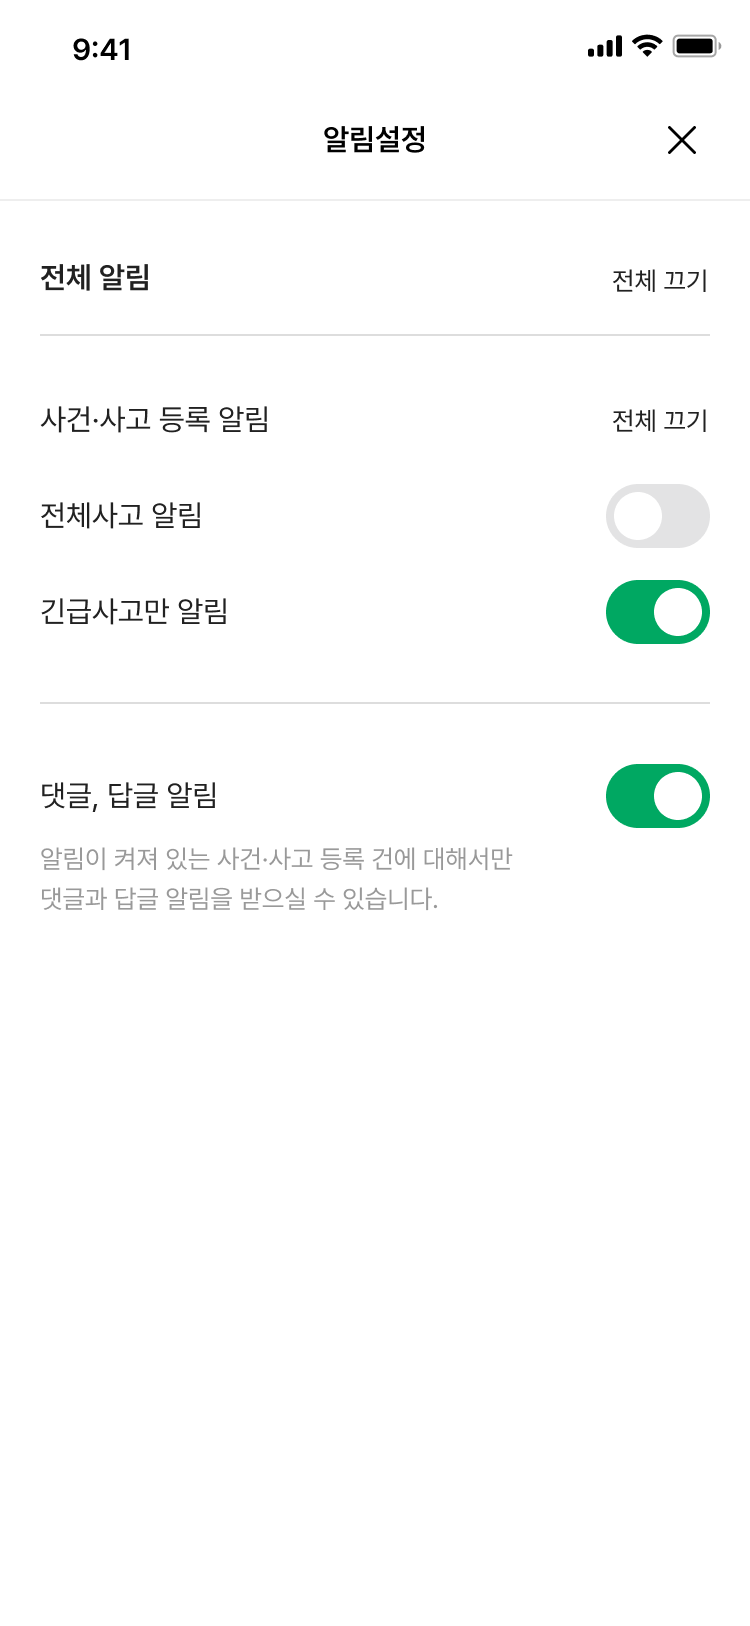 9:41
알림설정
전체 알림 전체 끄기
사건·사고 등록 알림 전체 끄기
전체사고 알림
긴급사고만 알림
댓글, 답글 알림
알림이 켜져 있는 사건·사고 등록 건에 대해서만
댓글과 답글 알림을 받으실 수 있습니다.